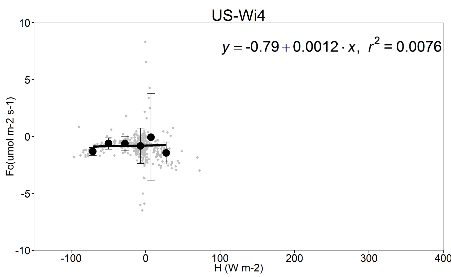 US-Wi4
y = -0.79 + 0.0012 · x, r² = 0.0076
Fc(umol m-2 s-1)
10
5
0
-5
-10
-100 0 100 200 300 400
H (W m-2)